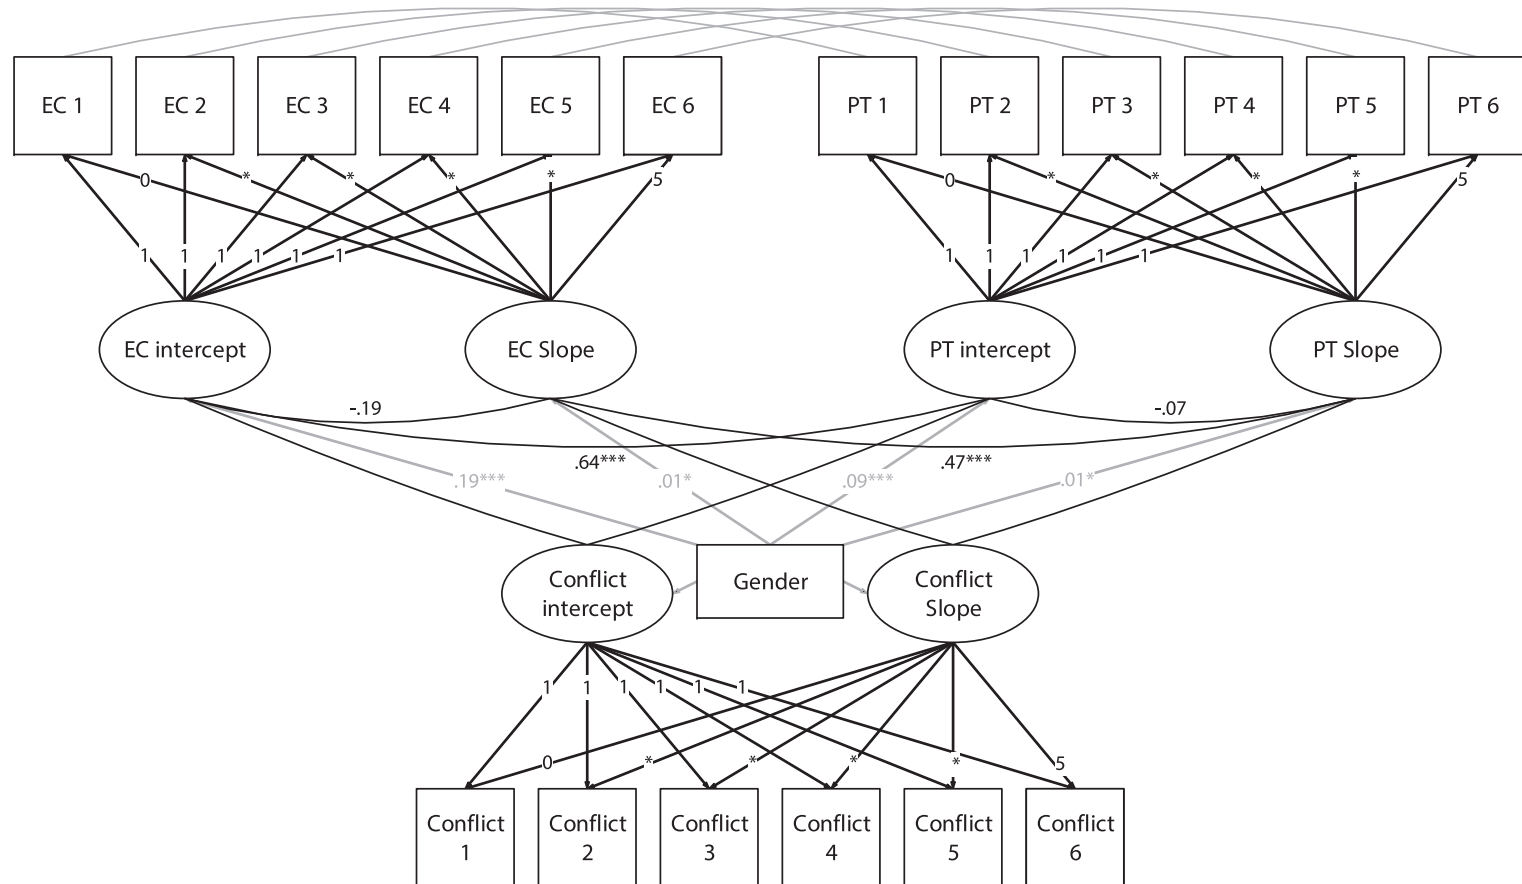 EC 1 EC 2 EC 3 EC 4 EC 5 EC 6 PT 1 PT 2 PT 3 PT 4 PT 5 PT 6
0 * * * * 5 0 * * * * 5
1 1 1 1 1 1 1 1 1 1 1 1
EC intercept EC Slope PT intercept PT Slope
-.19 -.07
.64*** .47***
.19*** .01* .09*** .01*
Conflict
intercept
Gender
Conflict
Slope
1 1 1 1 1 1
0 * * * * 5
Conflict
1
Conflict
2
Conflict
3
Conflict
4
Conflict
5
Conflict
6